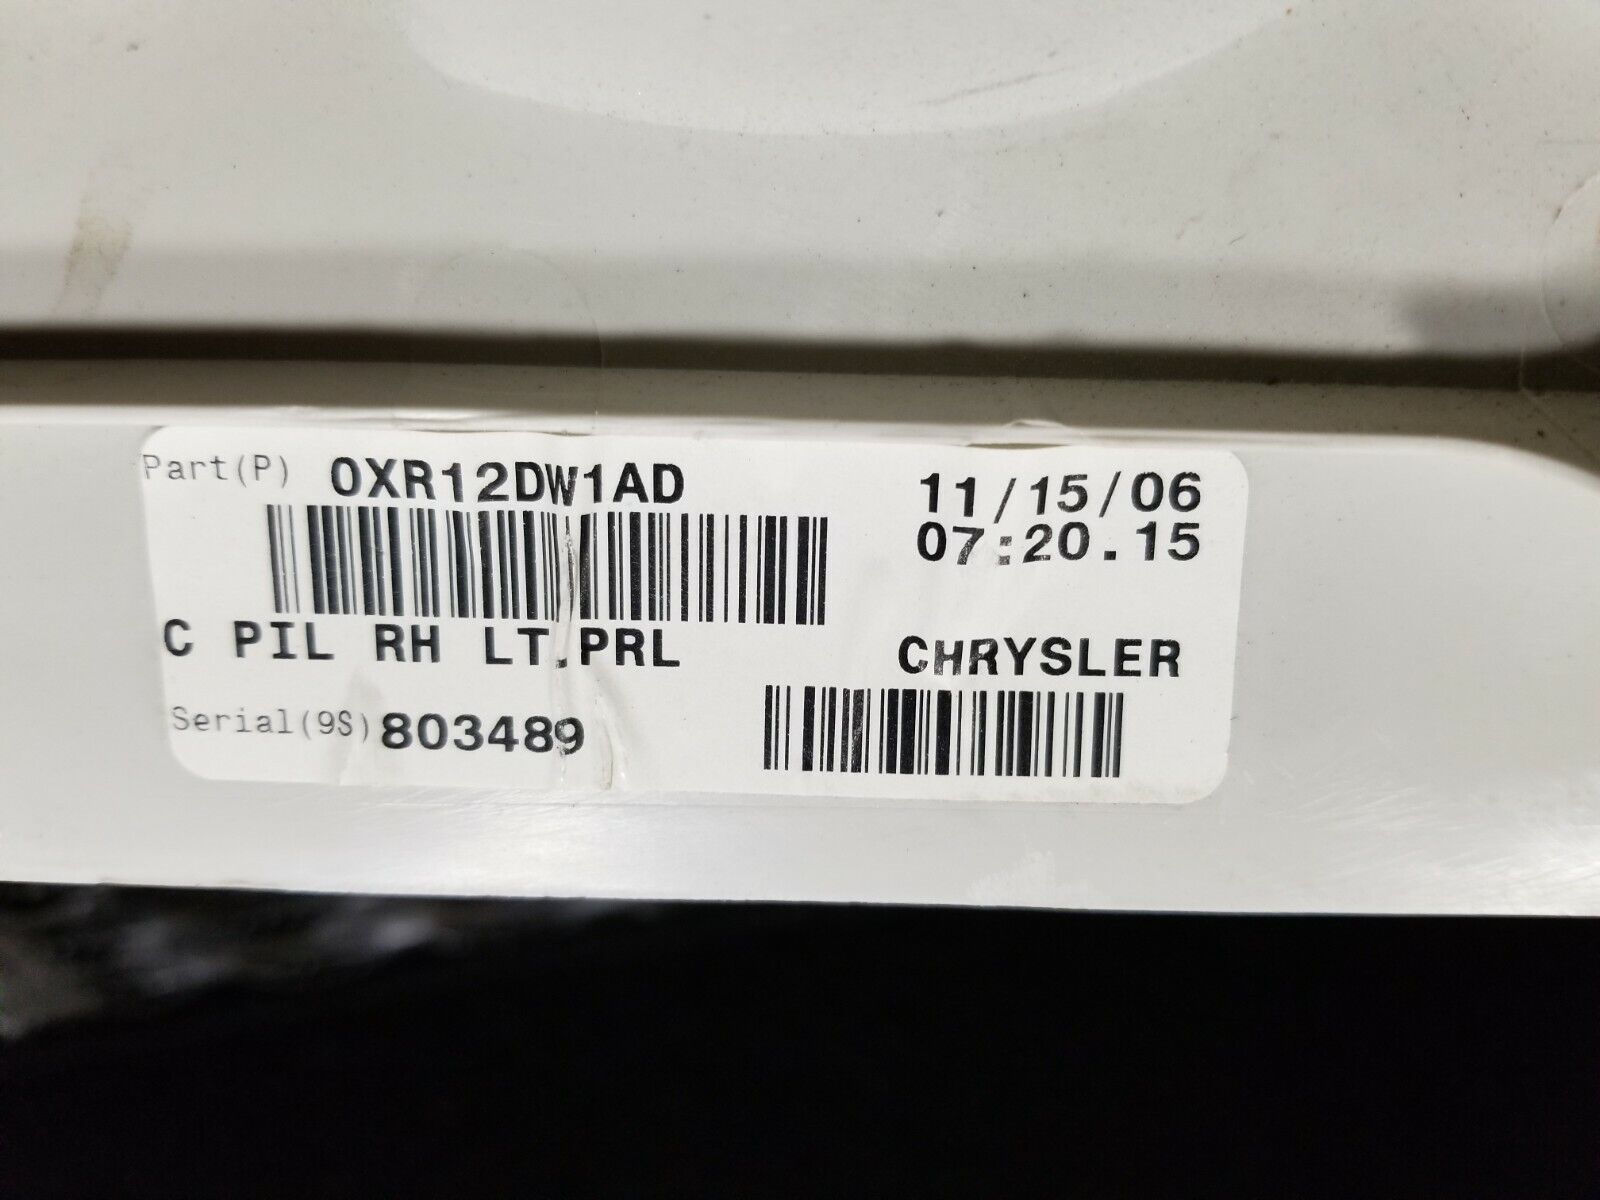 Part(P) 0XR12DW1AD
11/15/06
07:20.15
C PIL RH LT.PRL
CHRYSLER
Serial(9S) 803489